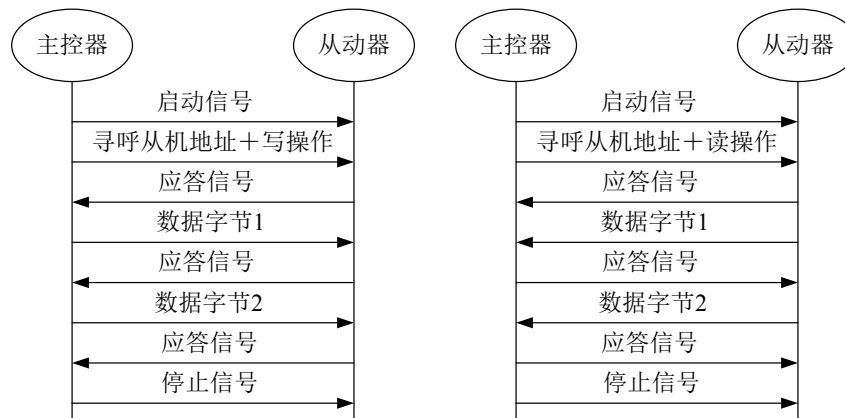 主控器
从动器
启动信号
寻呼从机地址＋写操作
应答信号
数据字节1
应答信号
数据字节2
应答信号
停止信号
主控器
从动器
启动信号
寻呼从机地址＋读操作
应答信号
数据字节1
应答信号
数据字节2
应答信号
停止信号